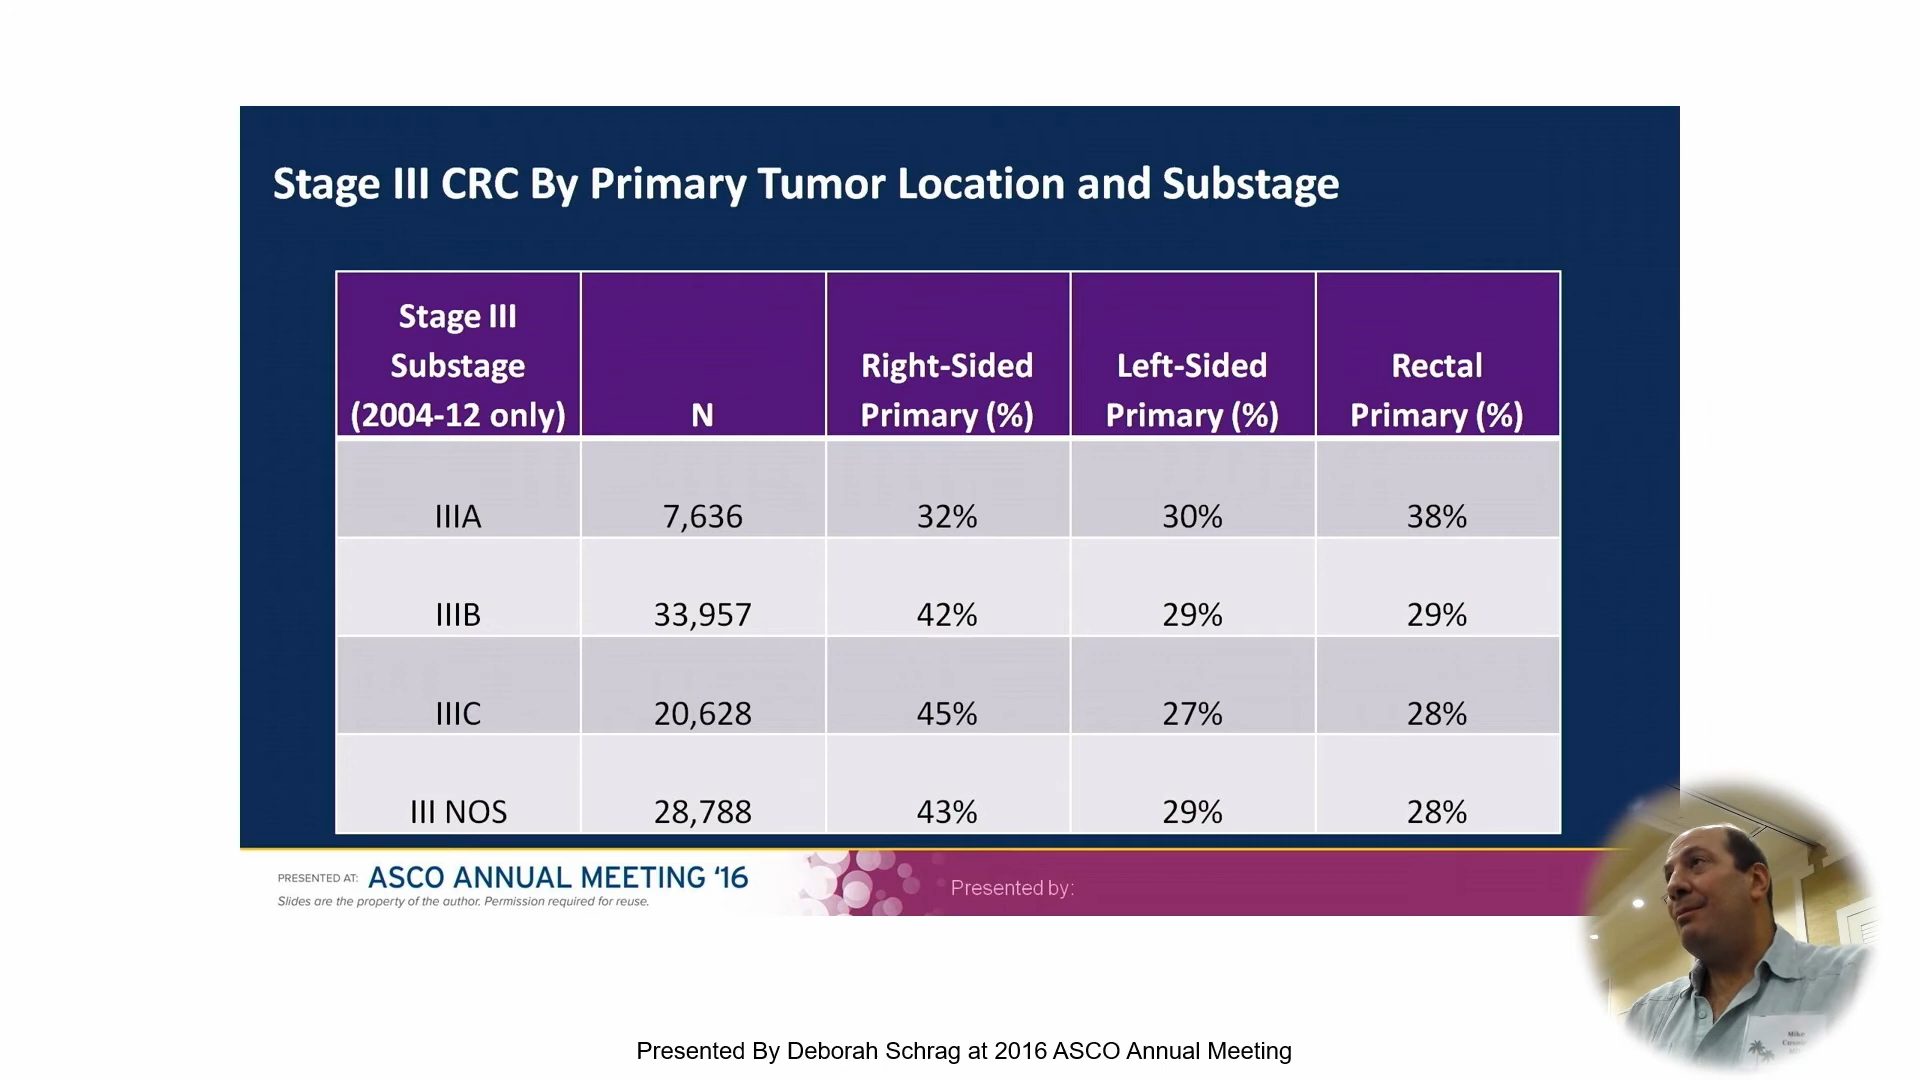 Stage III CRC By Primary Tumor Location and Substage
Stage III
Substage
(2004-12 only)
N
Right-Sided
Primary (%)
Left-Sided
Primary (%)
Rectal
Primary (%)
IIIA 7,636 32% 30% 38%
IIIB 33,957 42% 29% 29%
IIIC 20,628 45% 27% 28%
III NOS 28,788 43% 29% 28%
PRESENTED AT: ASCO ANNUAL MEETING ‘16
Slides are the property of the author. Permission required for reuse.
Presented by:
Mike
Presented By Deborah Schrag at 2016 ASCO Annual Meeting